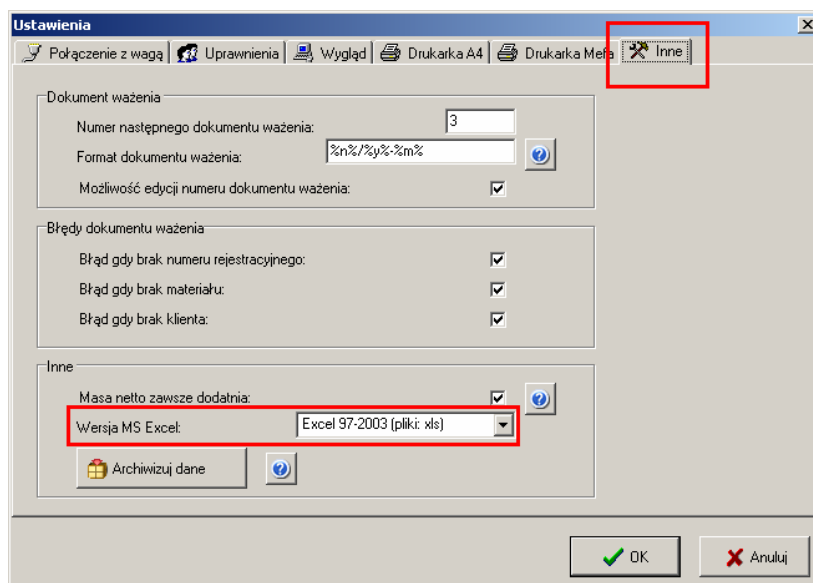 Ustawienia
Połączenie z wagą Uprawnienia Wygląd Drukarka A4 Drukarka Mefa Inne
Dokument ważenia
Numer następnego dokumentu ważenia: 3
Format dokumentu ważenia: %n%/%y%-%m%
Możliwość edycji numeru dokumentu ważenia:
Błędy dokumentu ważenia
Błąd gdy brak numeru rejestracyjnego:
Błąd gdy brak materiału:
Błąd gdy brak klienta:
Inne
Masa netto zawsze dodatnia:
Wersja MS Excel: Excel 97-2003 (pliki: xls)
Archiwizuj dane
OK Anuluj